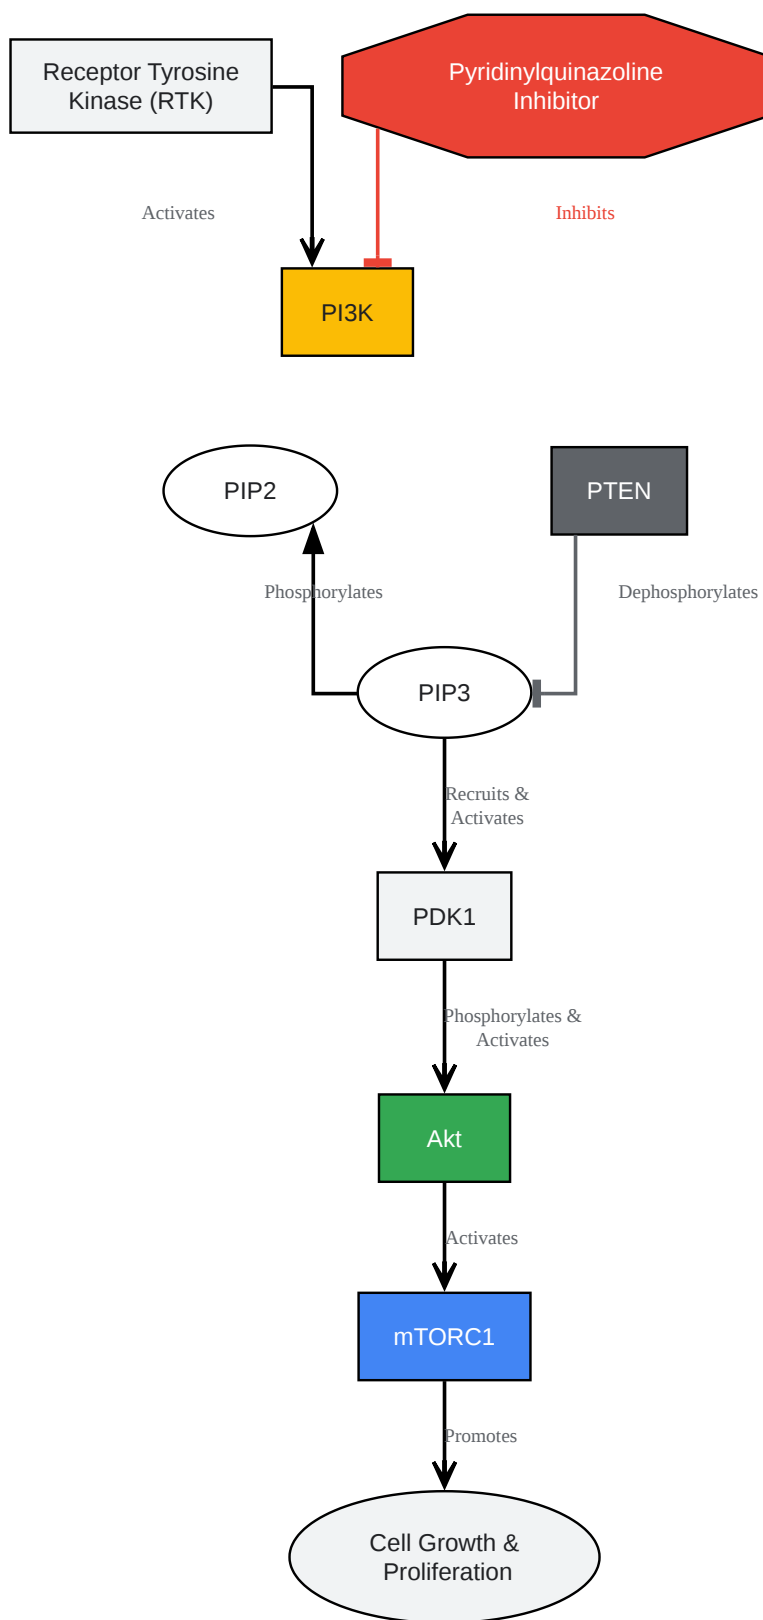 Receptor Tyrosine
Kinase (RTK)
Pyridinylquinazoline
Inhibitor
Activates
Inhibits
PI3K
PIP2
PTEN
Phosphorylates
Dephosphorylates
PIP3
Recruits &
Activates
PDK1
Phosphorylates &
Activates
Akt
Activates
mTORC1
Promotes
Cell Growth &
Proliferation